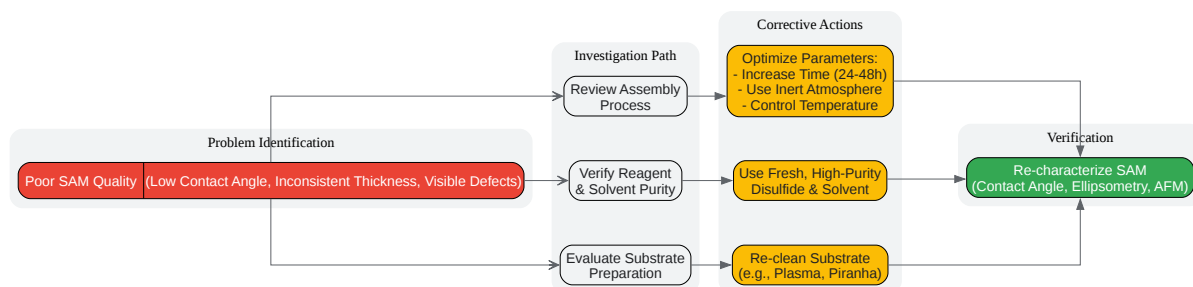 Problem Identification
Poor SAM Quality
(Low Contact Angle, Inconsistent Thickness, Visible Defects)
Investigation Path
Review Assembly
Process
Verify Reagent
& Solvent Purity
Evaluate Substrate
Preparation
Corrective Actions
Optimize Parameters:
- Increase Time (24-48h)
- Use Inert Atmosphere
- Control Temperature
Use Fresh, High-Purity
Disulfide & Solvent
Re-clean Substrate
(e.g., Plasma, Piranha)
Verification
Re-characterize SAM
(Contact Angle, Ellipsometry, AFM)